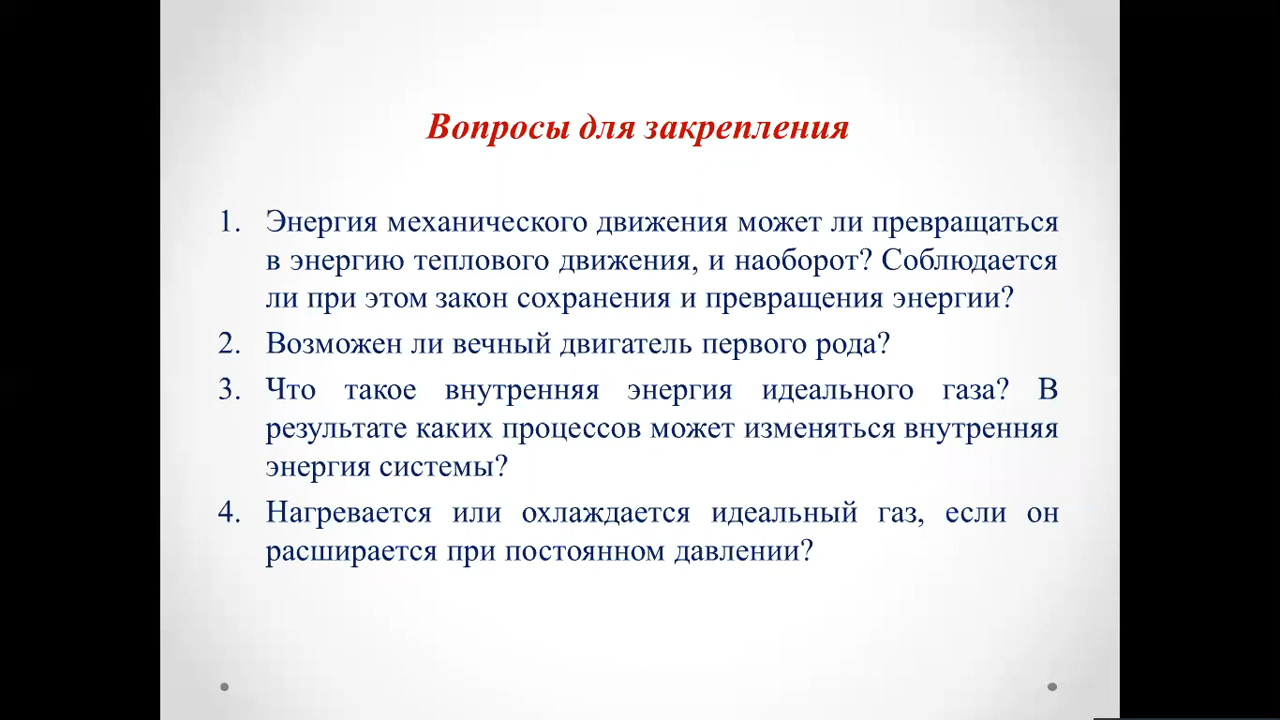 Вопросы для закрепления
1. Энергия механического движения может ли превращаться
в энергию теплового движения, и наоборот? Соблюдается
ли при этом закон сохранения и превращения энергии?
2. Возможен ли вечный двигатель первого рода?
3. Что такое внутренняя энергия идеального газа? В
результате каких процессов может изменяться внутренняя
энергия системы?
4. Нагревается или охлаждается идеальный газ, если он
расширается при постоянном давлении?